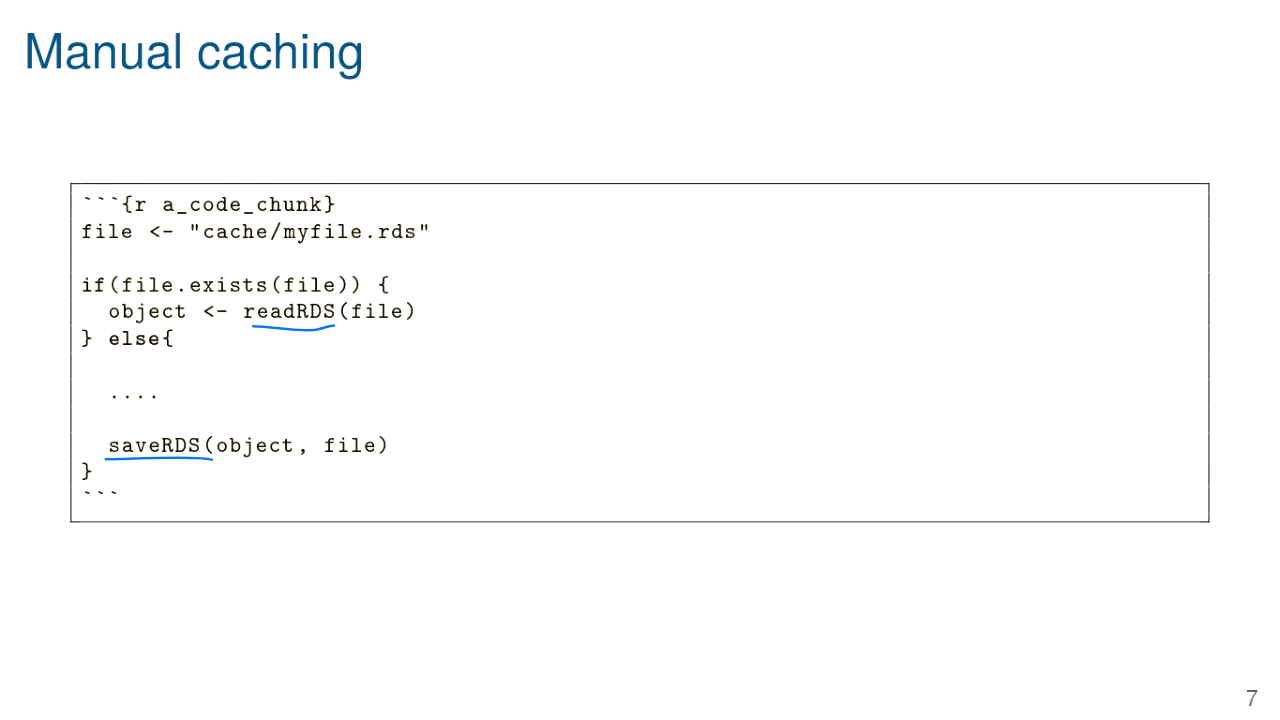 Manual caching
```{r a_code_chunk}
file <- "cache/myfile.rds"
if(file.exists(file)) {
  object <- readRDS(file)
} else{
  ....
  saveRDS(object, file)
}
```
7